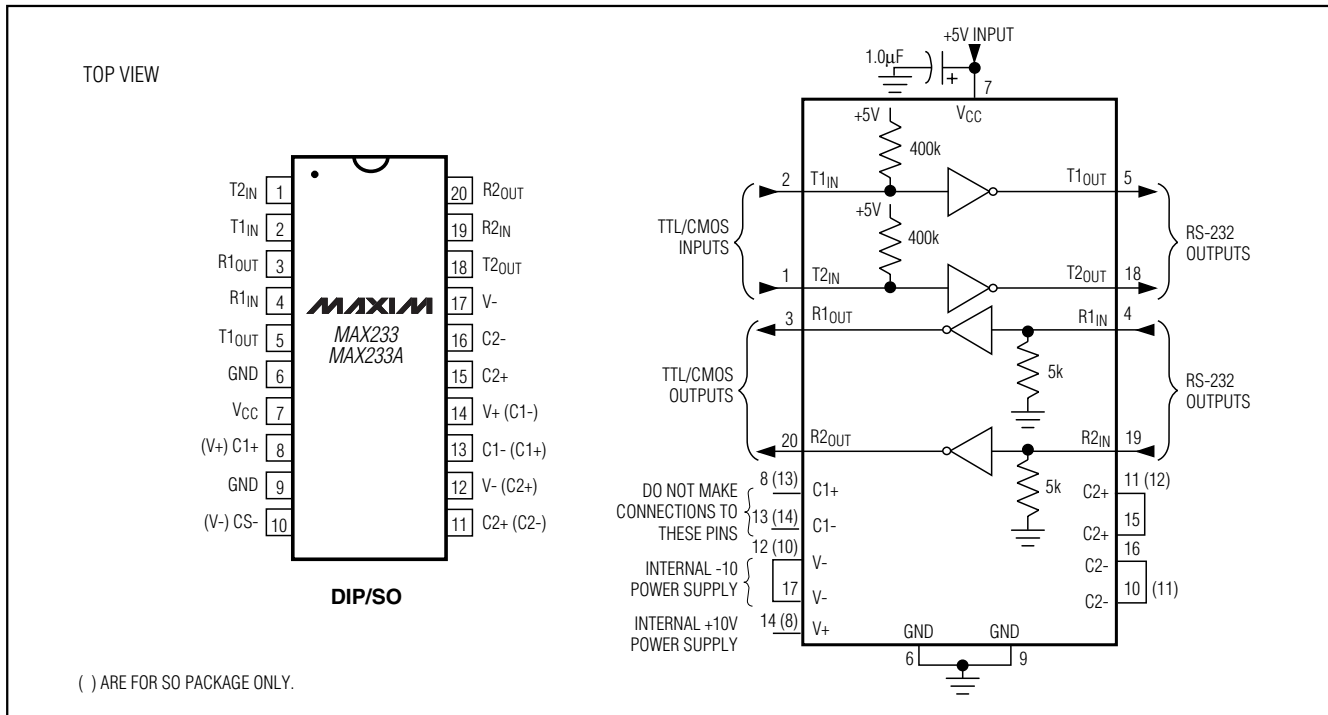 TOP VIEW
T2IN 1
T1IN 2
R1OUT 3
R1IN 4
T1OUT 5
GND 6
VCC 7
(V+) C1+ 8
GND 9
(V-) CS- 10
20 R2OUT
19 R2IN
18 T2OUT
17 V-
16 C2-
15 C2+
14 V+ (C1-)
13 C1- (C1+)
12 V- (C2+)
11 C2+ (C2-)
MAXIM
MAX233
MAX233A
DIP/SO
( ) ARE FOR SO PACKAGE ONLY.
+5V INPUT
1.0μF
+
7
VCC
+5V
400k
2 T1IN
T1OUT 5
+5V
400k
TTL/CMOS
INPUTS
RS-232
OUTPUTS
1 T2IN
T2OUT 18
3 R1OUT
R1IN 4
5k
TTL/CMOS
OUTPUTS
RS-232
OUTPUTS
20 R2OUT
R2IN 19
5k
8 (13)
C1+
DO NOT MAKE
CONNECTIONS TO
THESE PINS
13 (14)
C1-
12 (10)
V-
INTERNAL -10
POWER SUPPLY
17
V-
INTERNAL +10V
POWER SUPPLY
14 (8)
V+
11 (12)
C2+
15
C2+
16
C2-
10 (11)
C2-
GND
GND
6
9